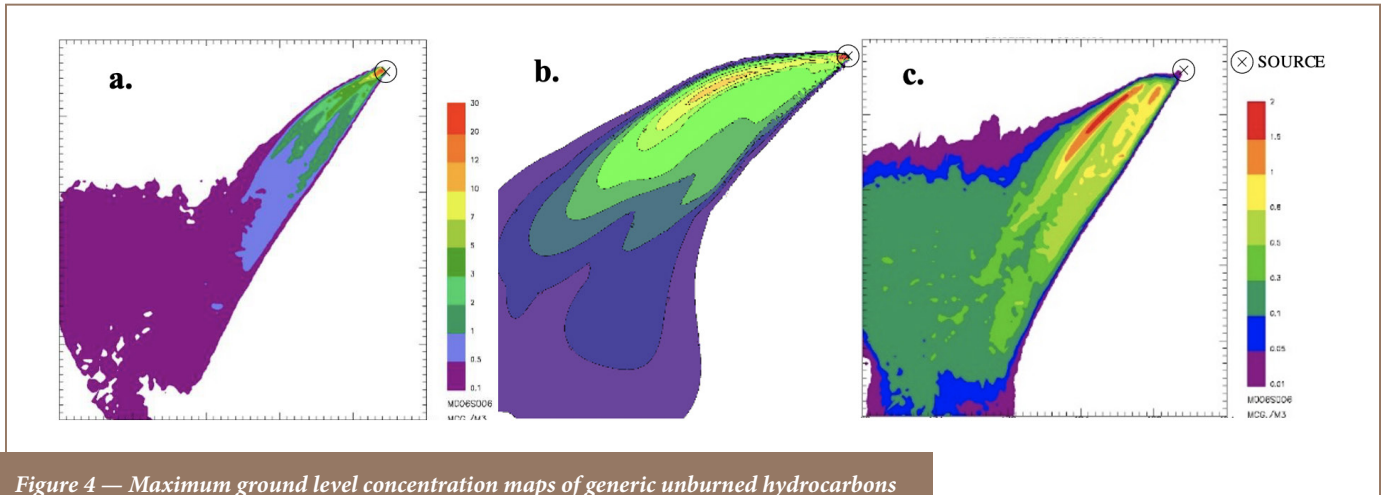 a.
b.
c.
SOURCE
30
20
12
10
7
5
3
2
1
0.5
0.1
M006S006
MCG./M3
2
1.5
1
0.8
0.5
0.3
0.1
0.05
0.01
M006S006
MCG./M3
Figure 4 — Maximum ground level concentration maps of generic unburned hydrocarbons